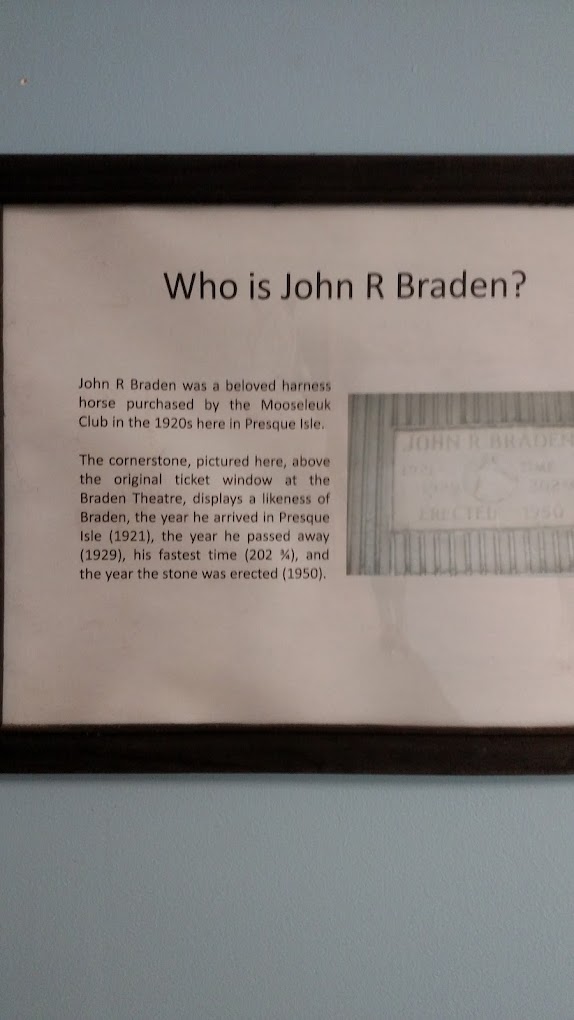 Who is John R Braden?
John R Braden was a beloved harness
horse purchased by the Mooseleuk
Club in the 1920s here in Presque Isle.
The cornerstone, pictured here, above
the original ticket window at the
Braden Theatre, displays a likeness of
Braden, the year he arrived in Presque
Isle (1921), the year he passed away
(1929), his fastest time (202 ¾), and
the year the stone was erected (1950).
JOHN R BRADEN
1921 TIME
ERECTED 1950